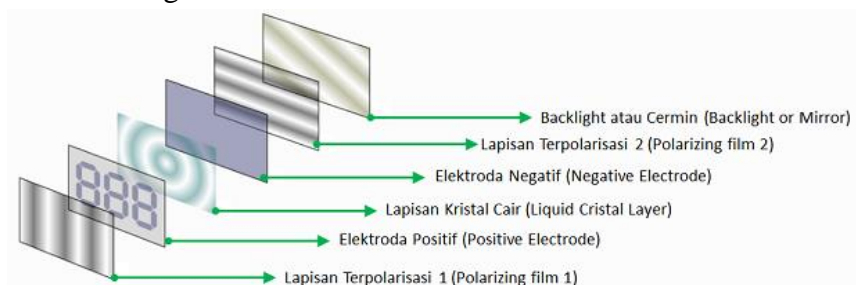 Backlight atau Cermin (Backlight or Mirror)
Lapisan Terpolarisasi 2 (Polarizing film 2)
Elektroda Negatif (Negative Electrode)
Lapisan Kristal Cair (Liquid Cristal Layer)
Elektroda Positif (Positive Electrode)
888
Lapisan Terpolarisasi 1 (Polarizing film 1)